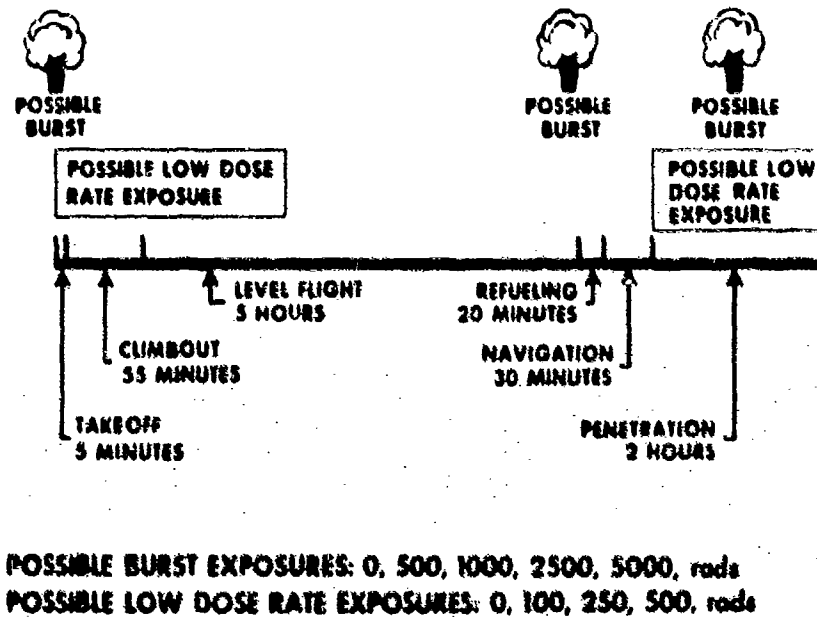 POSSIBLE
BURST
POSSIBLE
BURST
POSSIBLE
BURST
POSSIBLE LOW DOSE
RATE EXPOSURE
POSSIBLE LOW
DOSE RATE
EXPOSURE
LEVEL FLIGHT
5 HOURS
REFUELING
20 MINUTES
CLIMBOUT
55 MINUTES
NAVIGATION
30 MINUTES
TAKEOFF
5 MINUTES
PENETRATION
2 HOURS
POSSIBLE BURST EXPOSURES: 0, 500, 1000, 2500, 5000, rads
POSSIBLE LOW DOSE RATE EXPOSURES: 0, 100, 250, 500, rads